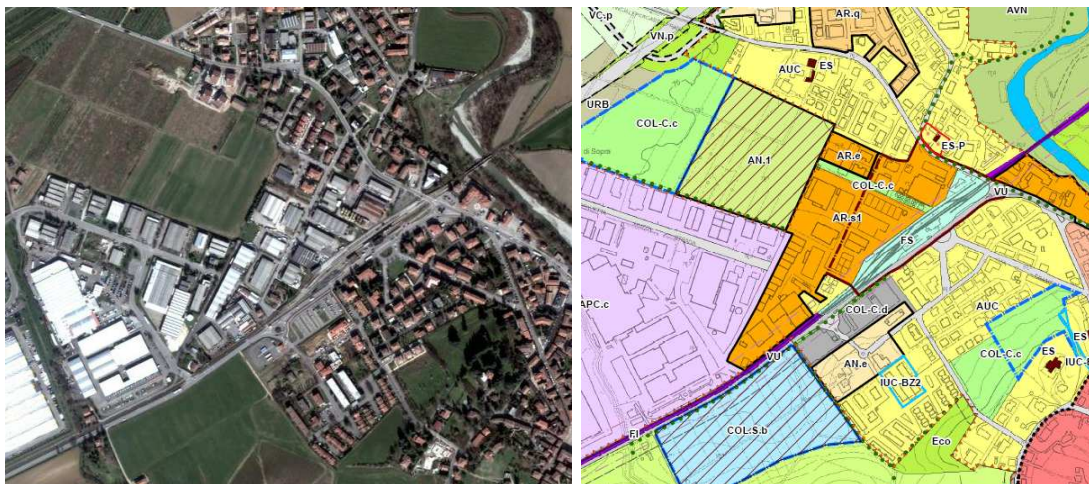 VC.p
VN.p
AR.q
AVN
AUC
ES
URB
COL-C.c
AN.1
AR.e
ES-P
COL-C.c
VU
AR.s1
FS
APC.c
COL-C.d
AUC
VU
AN.e
COL-C.c
ES
ES
IUC-BZ2
FI
COL-S.b
Eco